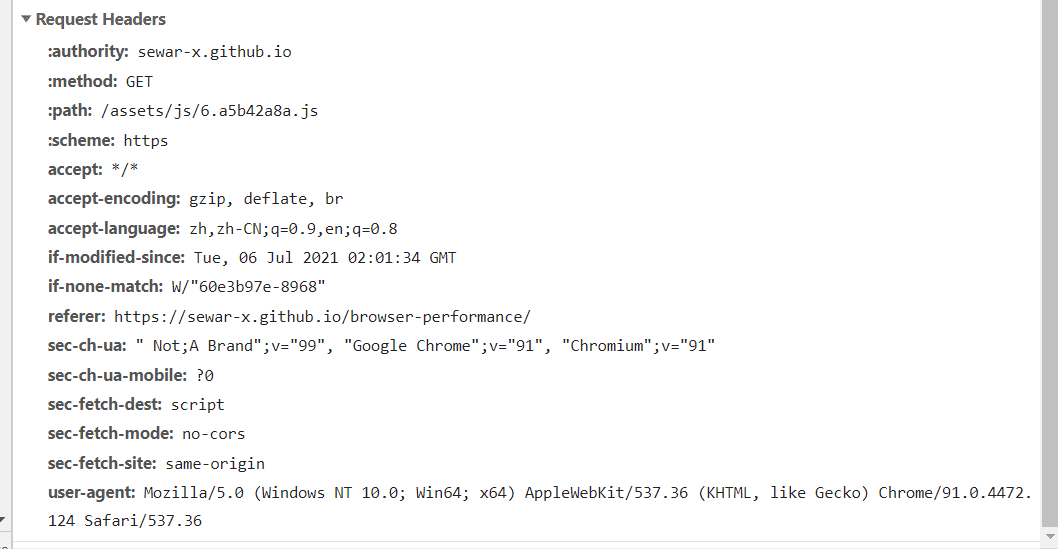 Request Headers
:authority: sewar-x.github.io
:method: GET
:path: /assets/js/6.a5b42a8a.js
:scheme: https
accept: */*
accept-encoding: gzip, deflate, br
accept-language: zh,zh-CN;q=0.9,en;q=0.8
if-modified-since: Tue, 06 Jul 2021 02:01:34 GMT
if-none-match: W/"60e3b97e-8968"
referer: https://sewar-x.github.io/browser-performance/
sec-ch-ua: " Not;A Brand";v="99", "Google Chrome";v="91", "Chromium";v="91"
sec-ch-ua-mobile: ?0
sec-fetch-dest: script
sec-fetch-mode: no-cors
sec-fetch-site: same-origin
user-agent: Mozilla/5.0 (Windows NT 10.0; Win64; x64) AppleWebKit/537.36 (KHTML, like Gecko) Chrome/91.0.4472.
124 Safari/537.36